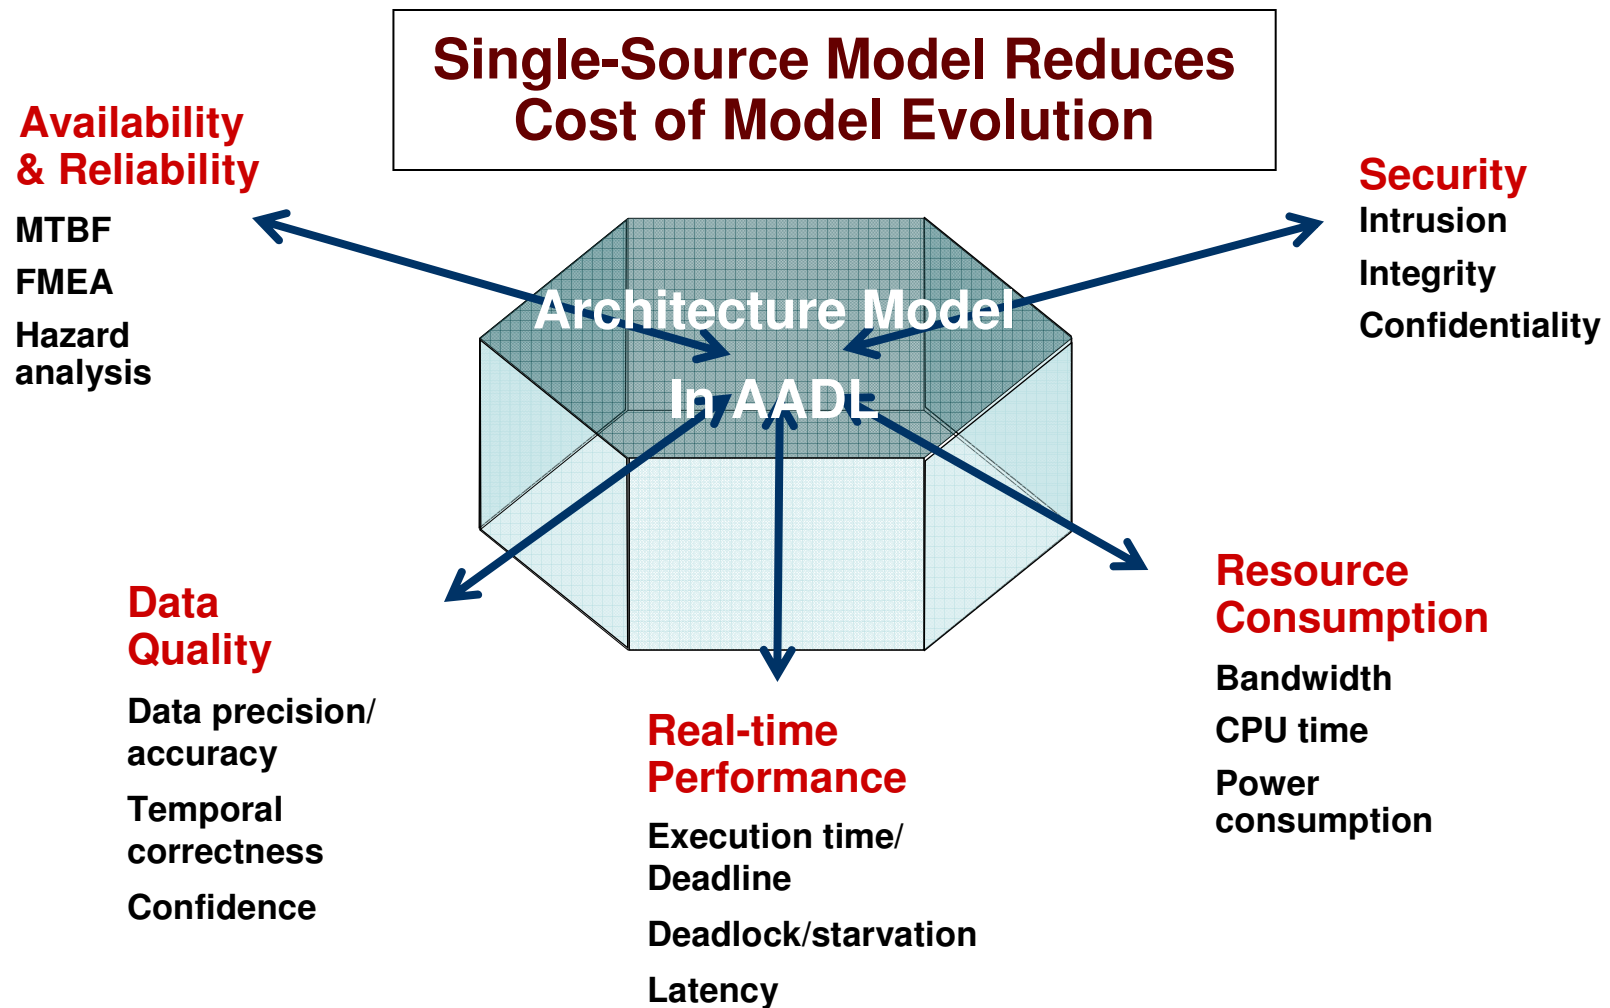 Single-Source Model Reduces
Cost of Model Evolution
Availability
& Reliability
MTBF
FMEA
Hazard
analysis
Security
Intrusion
Integrity
Confidentiality
Architecture Model
In AADL
Data
Quality
Data precision/
accuracy
Temporal
correctness
Confidence
Real-time
Performance
Execution time/
Deadline
Deadlock/starvation
Latency
Resource
Consumption
Bandwidth
CPU time
Power
consumption